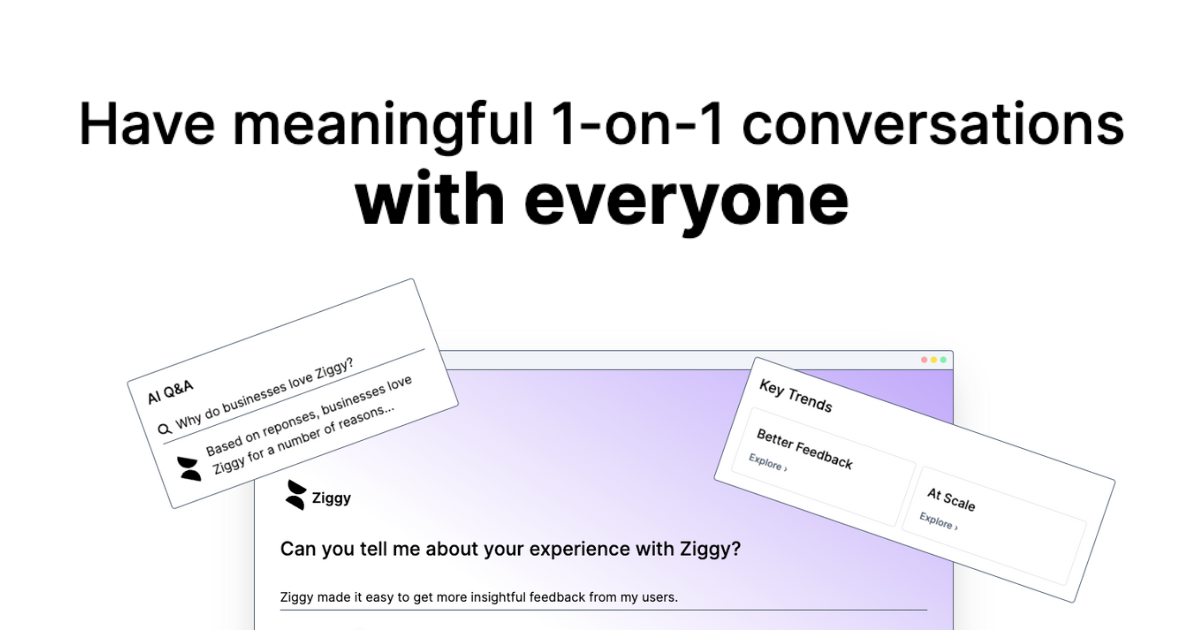 Have meaningful 1-on-1 conversations
with everyone
AI Q&A
Why do businesses love Ziggy?
Based on reponses, businesses love
Ziggy for a number of reasons...
Key Trends
Better Feedback
Explore ›
At Scale
Explore ›
Ziggy
Can you tell me about your experience with Ziggy?
Ziggy made it easy to get more insightful feedback from my users.